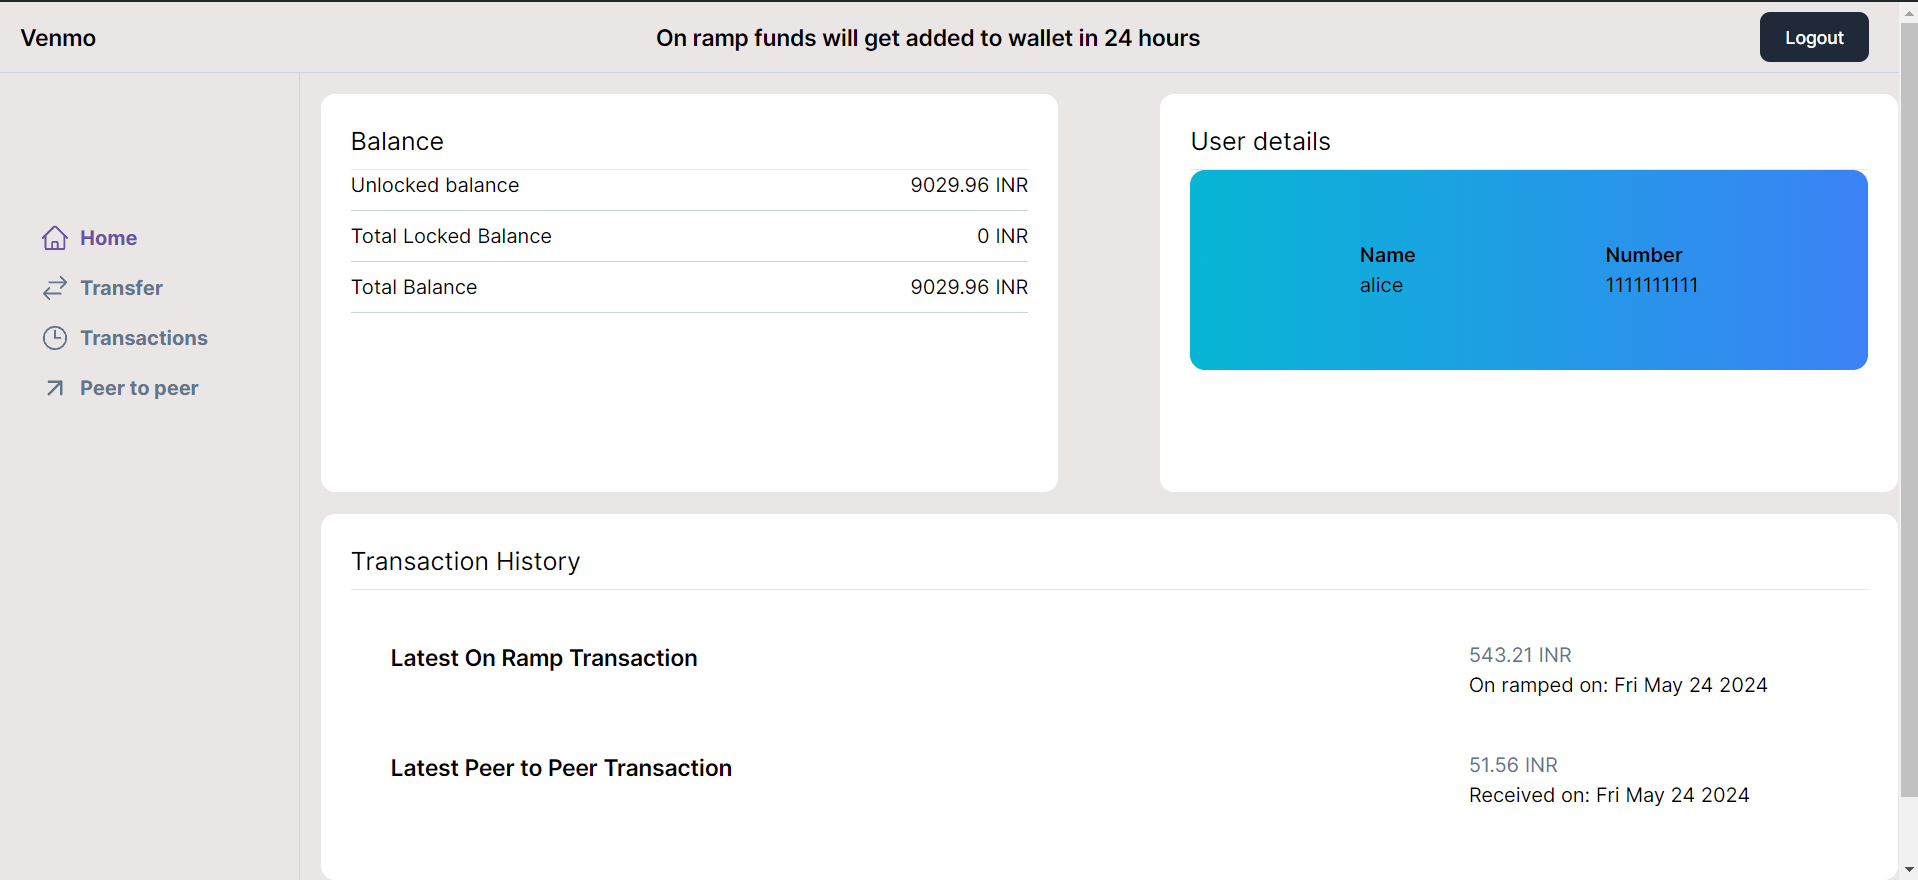 Venmo
On ramp funds will get added to wallet in 24 hours
Logout
Home
Transfer
Transactions
Peer to peer
Balance
Unlocked balance 9029.96 INR
Total Locked Balance 0 INR
Total Balance 9029.96 INR
User details
Name Number
alice 1111111111
Transaction History
Latest On Ramp Transaction 543.21 INR
On ramped on: Fri May 24 2024
Latest Peer to Peer Transaction 51.56 INR
Received on: Fri May 24 2024